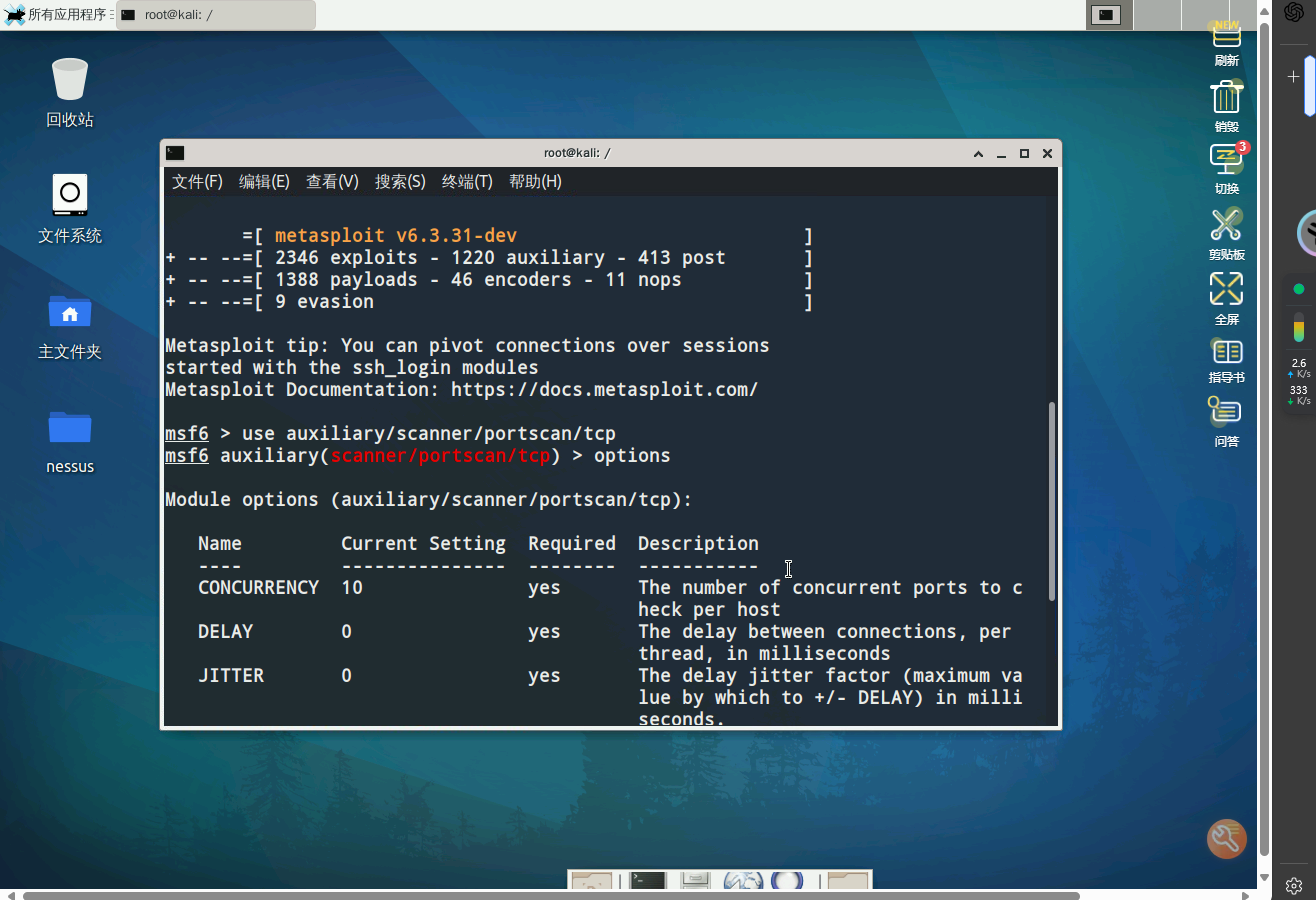 所有应用程序
root@kali: /
NEW
刷新
回收站
销毁
3
切换
文件系统
剪贴板
全屏
主文件夹
指导书
问答
nessus
2.6
K/s
333
K/s
root@kali: /
文件(F) 编辑(E) 查看(V) 搜索(S) 终端(T) 帮助(H)
=[ metasploit v6.3.31-dev ]
+ -- --=[ 2346 exploits - 1220 auxiliary - 413 post ]
+ -- --=[ 1388 payloads - 46 encoders - 11 nops ]
+ -- --=[ 9 evasion ]
Metasploit tip: You can pivot connections over sessions
started with the ssh_login modules
Metasploit Documentation: https://docs.metasploit.com/
msf6 > use auxiliary/scanner/portscan/tcp
msf6 auxiliary(scanner/portscan/tcp) > options
Module options (auxiliary/scanner/portscan/tcp):
Name Current Setting Required Description
---- --------------- -------- -----------
CONCURRENCY 10 yes The number of concurrent ports to c
heck per host
DELAY 0 yes The delay between connections, per
thread, in milliseconds
JITTER 0 yes The delay jitter factor (maximum va
lue by which to +/- DELAY) in milli
seconds.